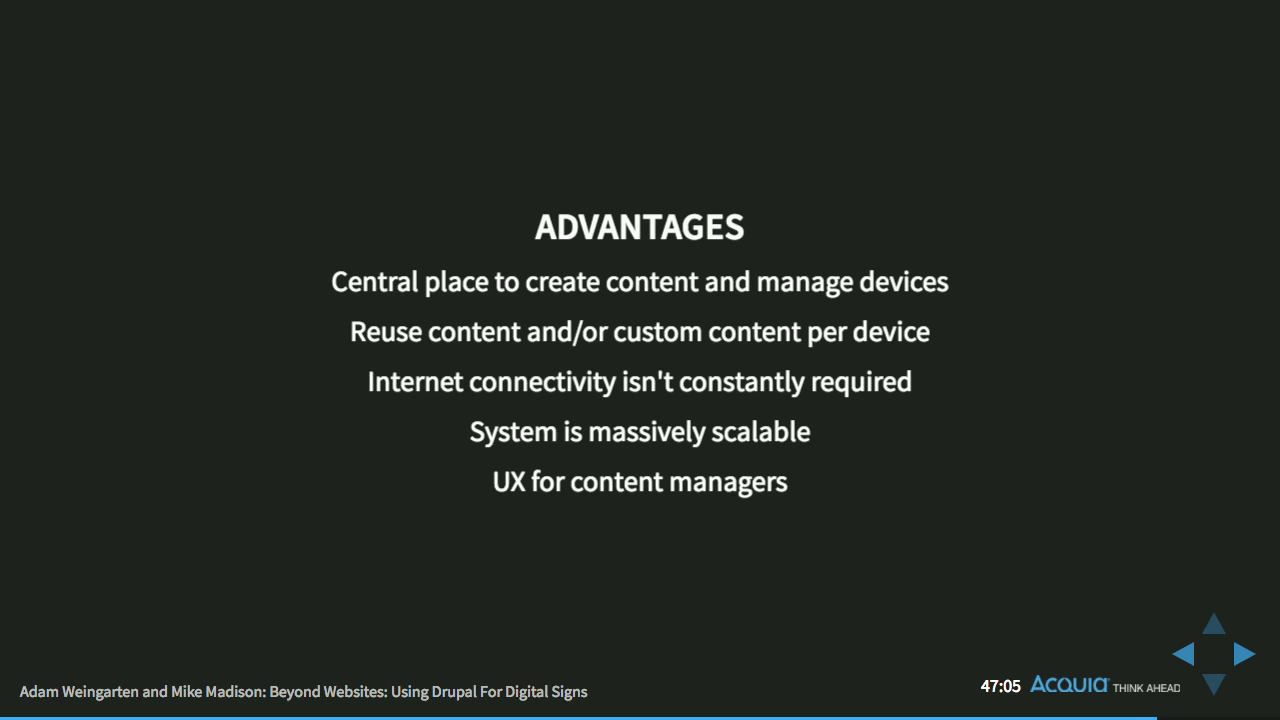 ADVANTAGES
Central place to create content and manage devices
Reuse content and/or custom content per device
Internet connectivity isn't constantly required
System is massively scalable
UX for content managers
Adam Weingarten and Mike Madison: Beyond Websites: Using Drupal For Digital Signs
47:05 Acquia THINK AHEAD